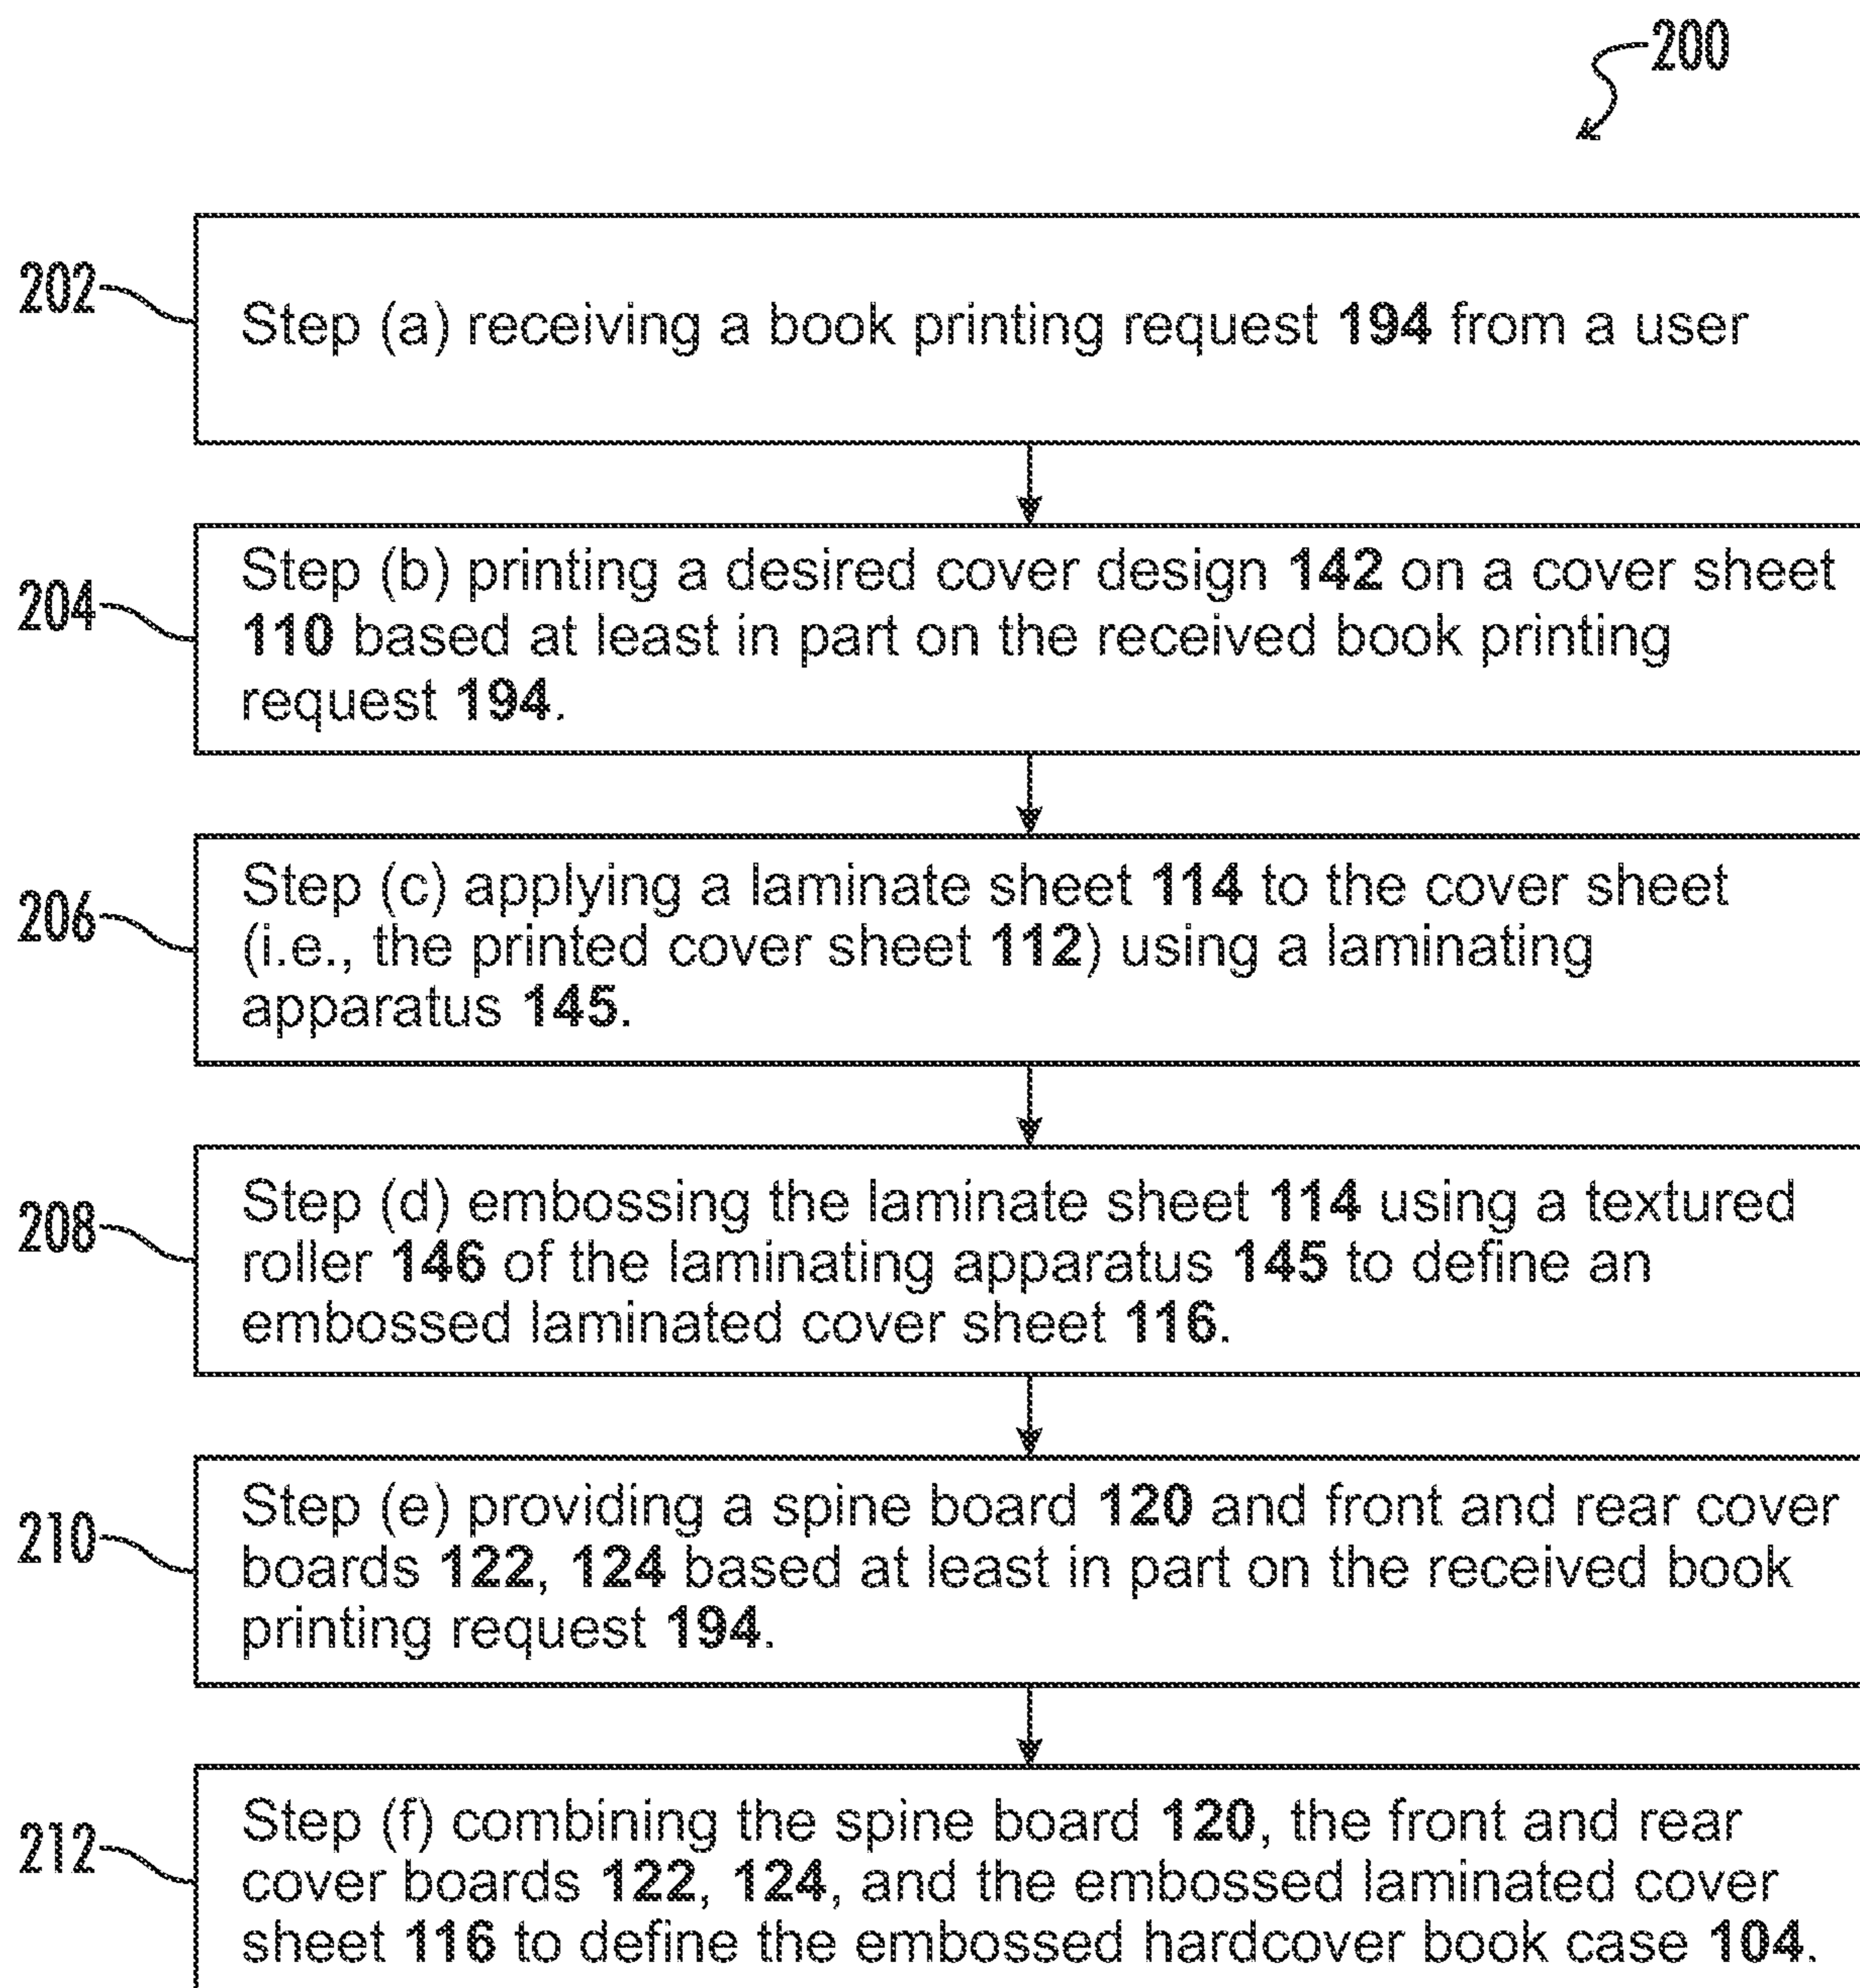 200
202
Step (a) receiving a book printing request 194 from a user
204
Step (b) printing a desired cover design 142 on a cover sheet
110 based at least in part on the received book printing
request 194.
206
Step (c) applying a laminate sheet 114 to the cover sheet
(i.e., the printed cover sheet 112) using a laminating
apparatus 145.
208
Step (d) embossing the laminate sheet 114 using a textured
roller 146 of the laminating apparatus 145 to define an
embossed laminated cover sheet 116.
210
Step (e) providing a spine board 120 and front and rear cover
boards 122, 124 based at least in part on the received book
printing request 194.
212
Step (f) combining the spine board 120, the front and rear
cover boards 122, 124, and the embossed laminated cover
sheet 116 to define the embossed hardcover book case 104.